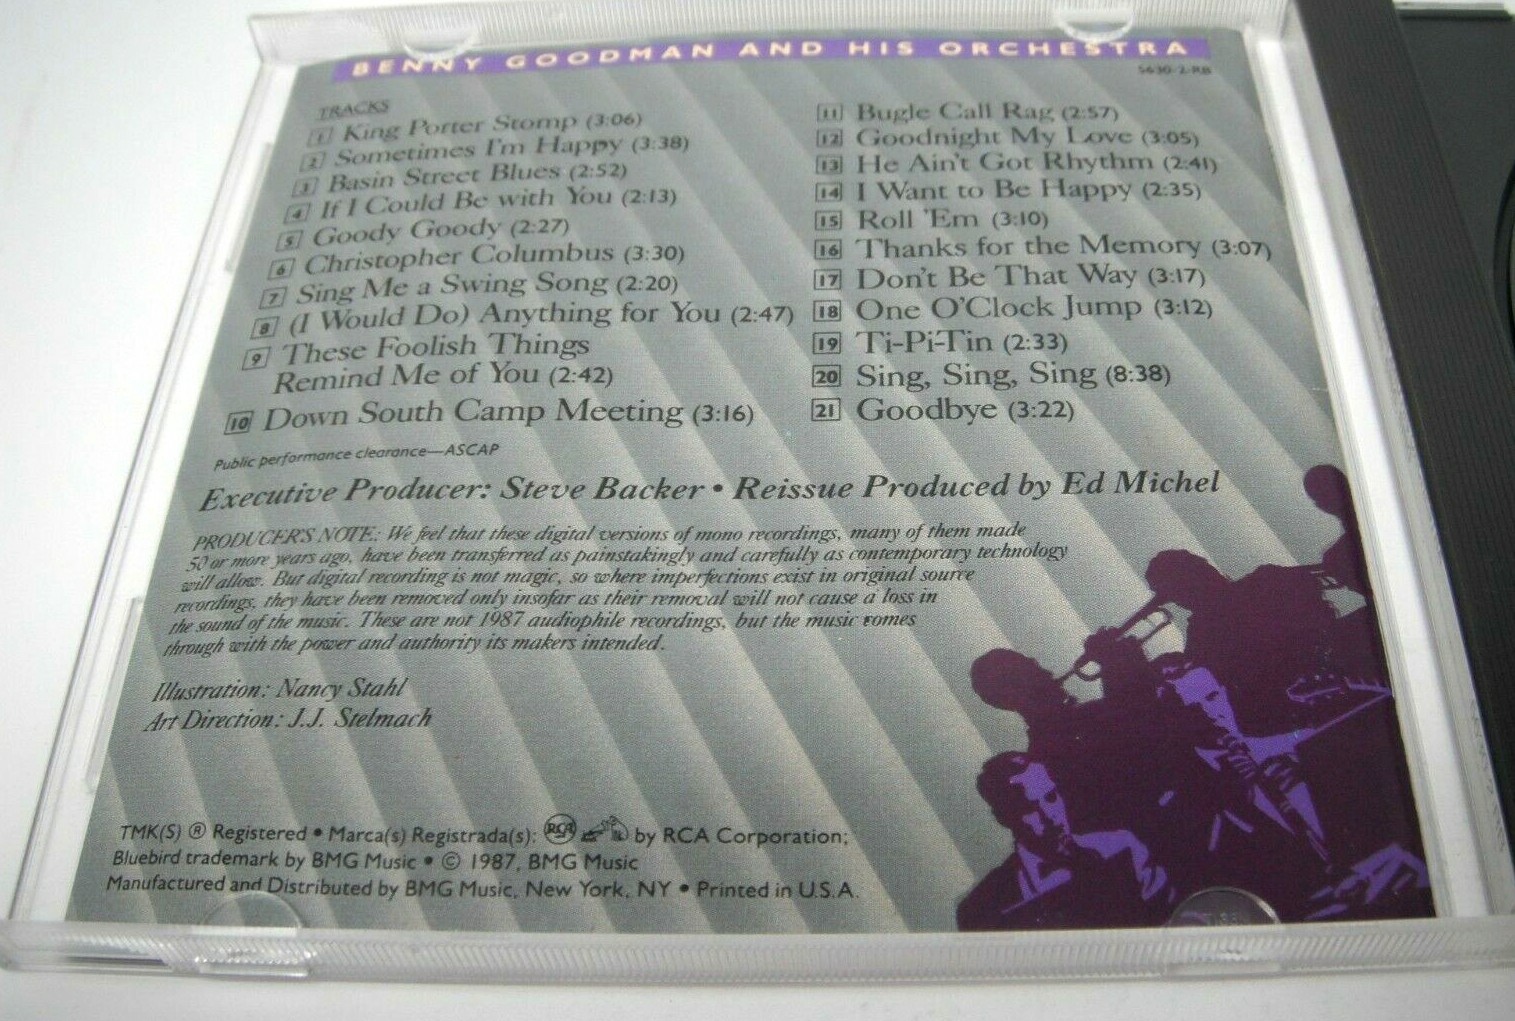 BENNY GOODMAN AND HIS ORCHESTRA
5630-2-RB
TRACKS
1 King Porter Stomp (3:06)
2 Sometimes I'm Happy (3:38)
3 Basin Street Blues (2:52)
4 If I Could Be with You (2:13)
5 Goody Goody (2:27)
6 Christopher Columbus (3:30)
7 Sing Me a Swing Song (2:20)
8 (I Would Do) Anything for You (2:47)
9 These Foolish Things
Remind Me of You (2:42)
10 Down South Camp Meeting (3:16)
11 Bugle Call Rag (2:57)
12 Goodnight My Love (3:05)
13 He Ain't Got Rhythm (2:41)
14 I Want to Be Happy (2:35)
15 Roll 'Em (3:10)
16 Thanks for the Memory (3:07)
17 Don't Be That Way (3:17)
18 One O'Clock Jump (3:12)
19 Ti-Pi-Tin (2:33)
20 Sing, Sing, Sing (8:38)
21 Goodbye (3:22)
Public performance clearance—ASCAP
Executive Producer: Steve Backer • Reissue Produced by Ed Michel
PRODUCER'S NOTE: We feel that these digital versions of mono recordings, many of them made
50 or more years ago, have been transferred as painstakingly and carefully as contemporary technology
will allow. But digital recording is not magic, so where imperfections exist in original source
recordings, they have been removed only insofar as their removal will not cause a loss in
the sound of the music. These are not 1987 audiophile recordings, but the music comes
through with the power and authority its makers intended.
Illustration: Nancy Stahl
Art Direction: J.J. Stelmach
TMK(S) ® Registered • Marca(s) Registrada(s): RCA by RCA Corporation;
Bluebird trademark by BMG Music • © 1987, BMG Music
Manufactured and Distributed by BMG Music, New York, NY • Printed in U.S.A.